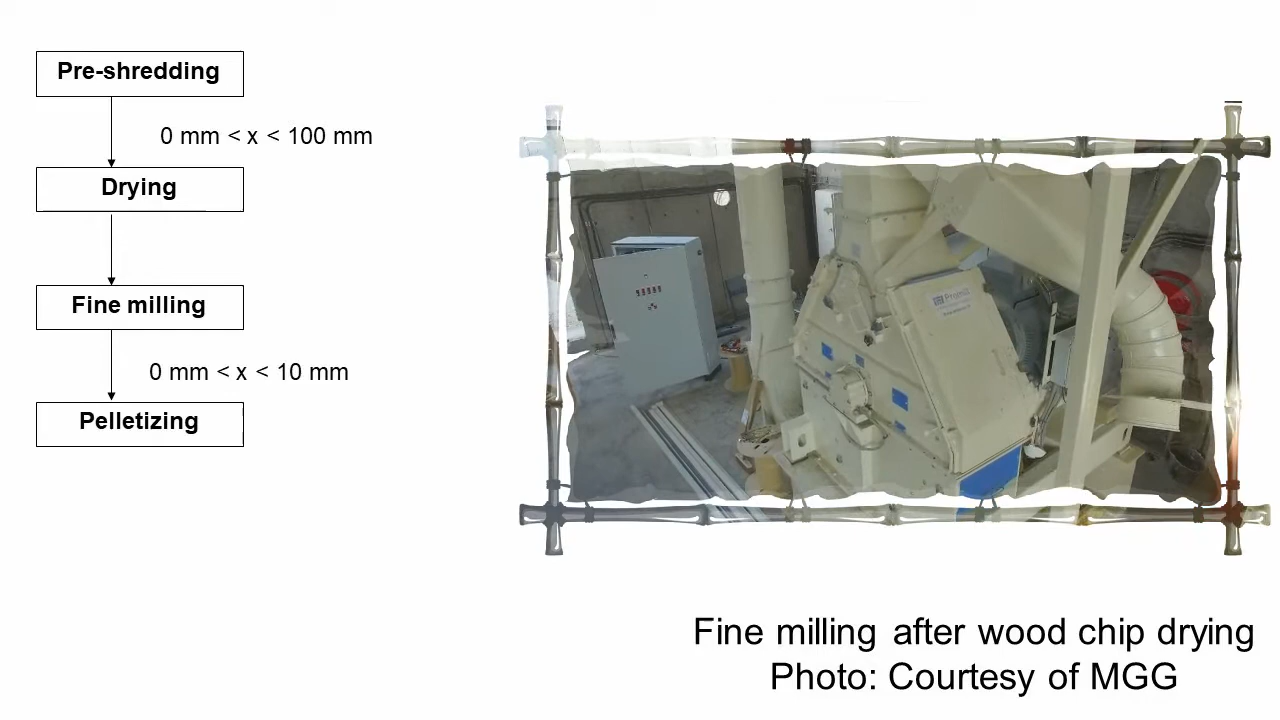 Pre-shredding
0 mm < x < 100 mm
Drying
Fine milling
0 mm < x < 10 mm
Pelletizing
Fine milling after wood chip drying
Photo: Courtesy of MGG